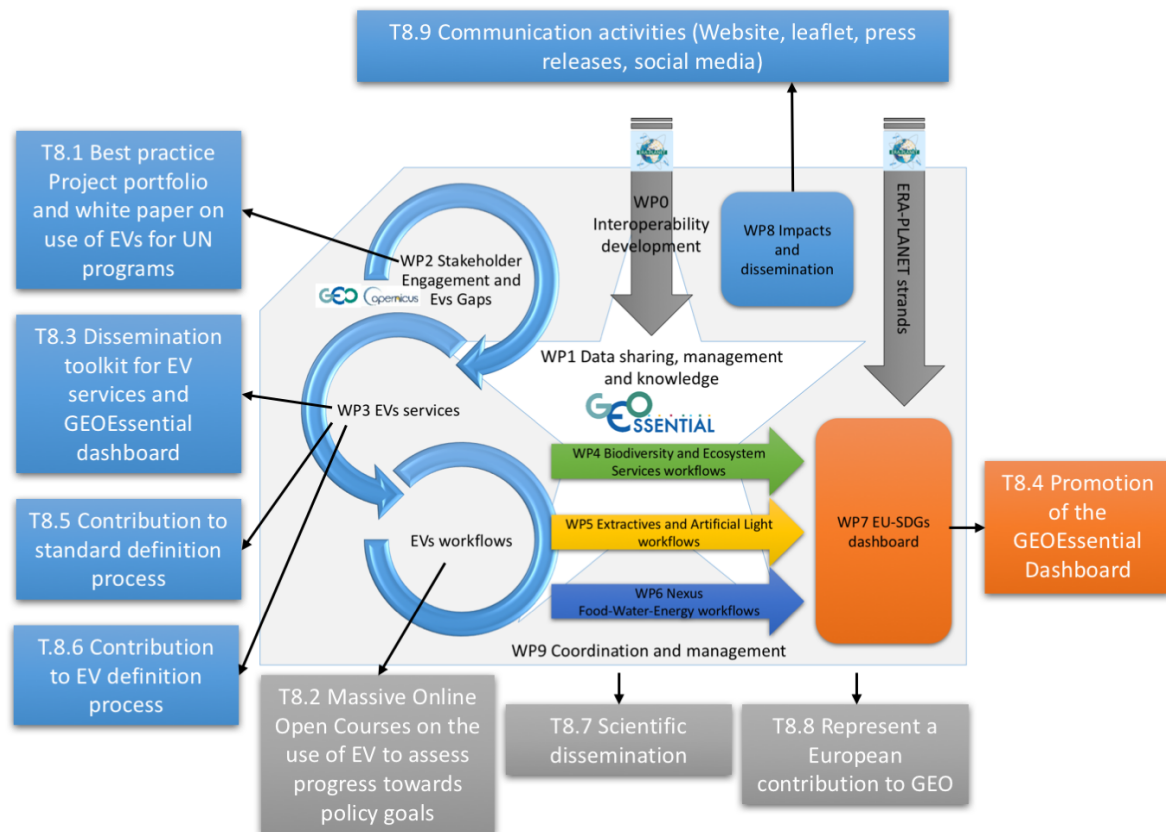 T8.9 Communication activities (Website, leaflet, press
releases, social media)
T8.1 Best practice
Project portfolio
and white paper on
use of EVs for UN
programs
WP0
Interoperability
development
WP8 Impacts
and
dissemination
ERA-PLANET strands
WP2 Stakeholder
Engagement and
Evs Gaps
GEO
Copernicus
T8.3 Dissemination
toolkit for EV
services and
GEOEssential
dashboard
WP1 Data sharing, management
and knowledge
GEO
ESSENTIAL
WP3 EVs services
WP4 Biodiversity and Ecosystem
Services workflows
T8.5 Contribution to
standard definition
process
EVs workflows
WP5 Extractives and Artificial Light
workflows
WP7 EU-SDGs
dashboard
T8.4 Promotion
of the
GEOEssential
Dashboard
WP6 Nexus
Food-Water-Energy workflows
T.8.6 Contribution
to EV definition
process
WP9 Coordination and management
T8.2 Massive Online
Open Courses on the
use of EV to assess
progress towards
policy goals
T8.7 Scientific
dissemination
T8.8 Represent a
European
contribution to GEO